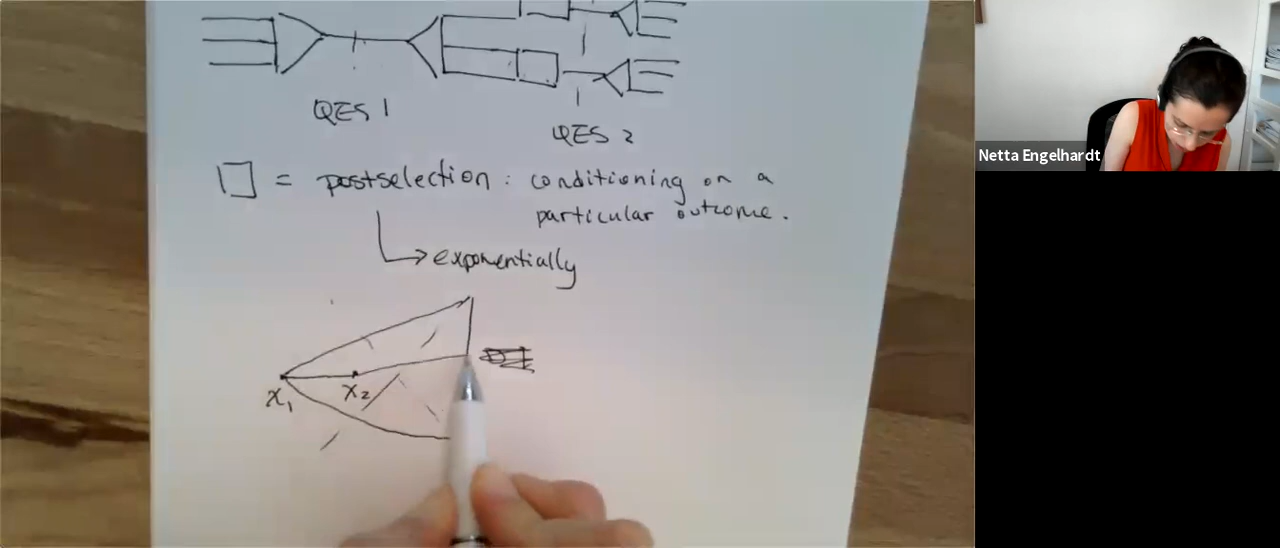 QES 1
QES 2
□ = postselection : conditioning on a
particular outcome.
→ exponentially
x₁
x₂
Netta Engelhardt